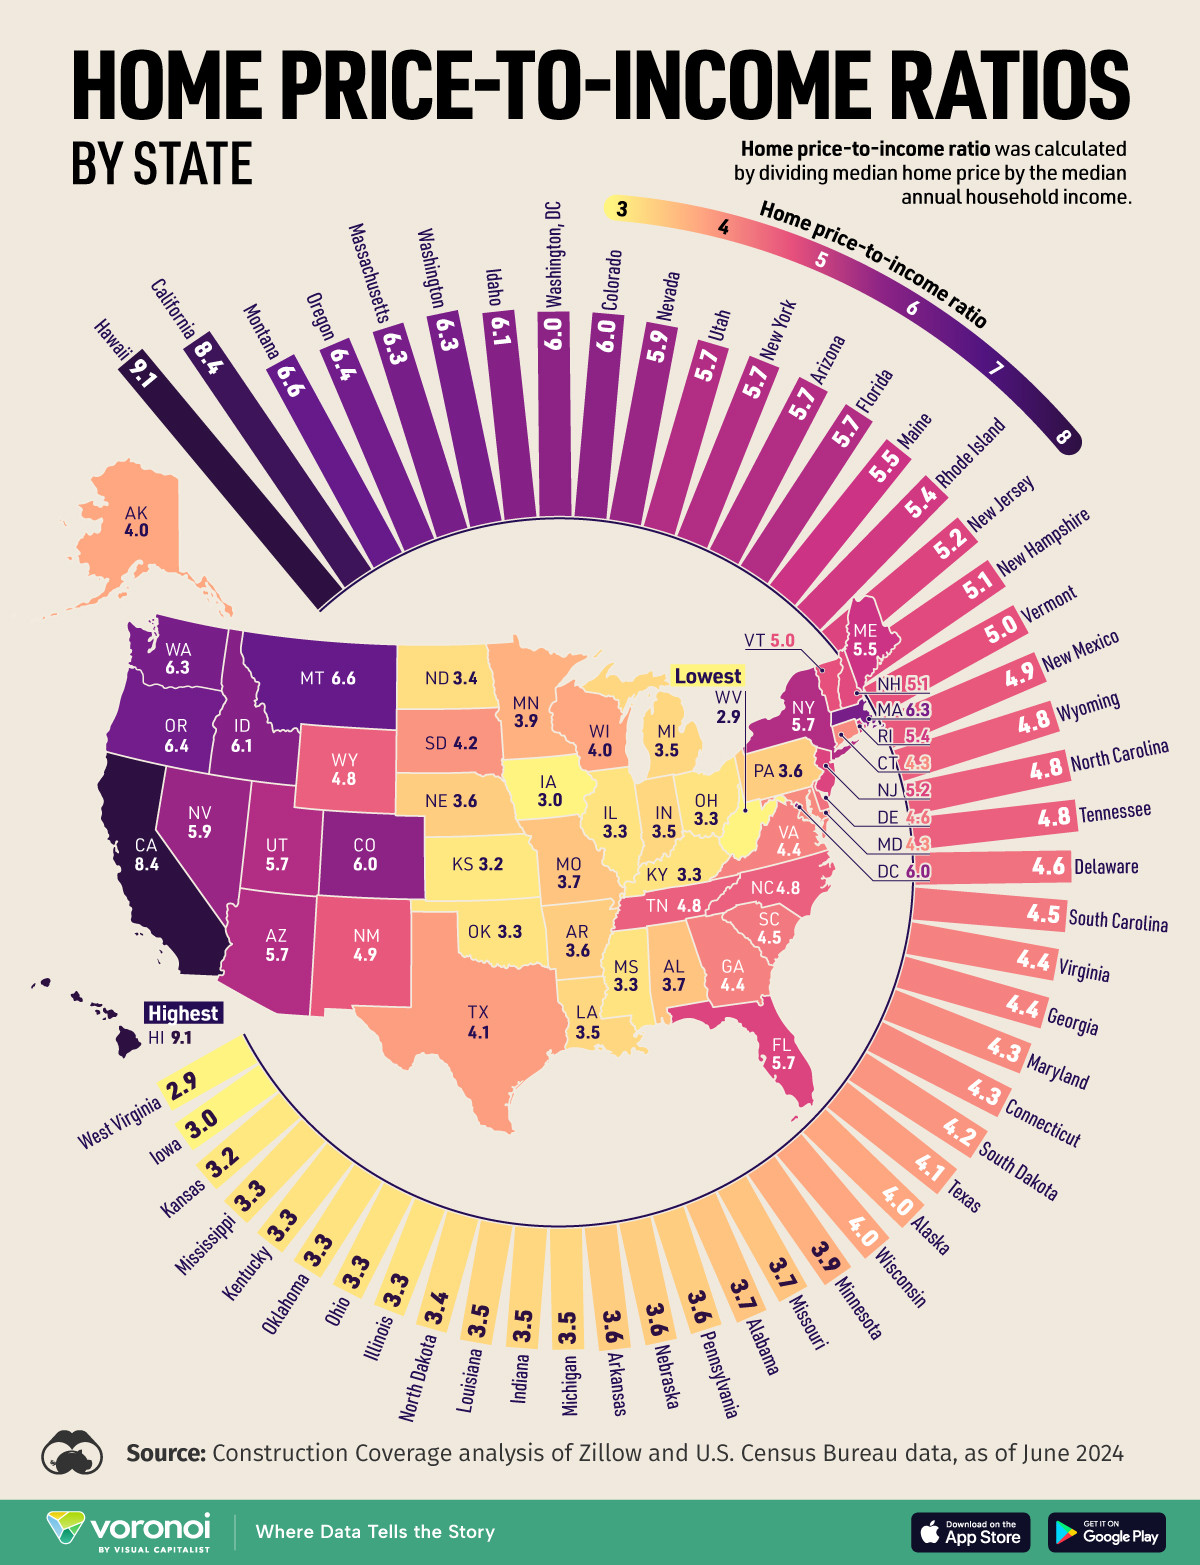 HOME PRICE-TO-INCOME RATIOS
BY STATE
Home price-to-income ratio was calculated
by dividing median home price by the median
annual household income.
Home price-to-income ratio
3
4
5
6
7
8
Hawaii 9.1
California 8.4
Montana 6.6
Oregon 6.4
Massachusetts 6.3
Washington 6.3
Idaho 6.1
Washington, DC 6.0
Colorado 6.0
Nevada 5.9
Utah 5.7
New York 5.7
Arizona 5.7
Florida 5.7
Maine 5.5
Rhode Island 5.4
New Jersey 5.2
New Hampshire 5.1
Vermont 5.0
New Mexico 4.9
Wyoming 4.8
North Carolina 4.8
Tennessee 4.8
Delaware 4.6
South Carolina 4.5
Virginia 4.4
Georgia 4.4
Maryland 4.3
Connecticut 4.3
South Dakota 4.2
Texas 4.1
Alaska 4.0
Wisconsin 4.0
Minnesota 3.9
Missouri 3.7
Alabama 3.7
Pennsylvania 3.6
Nebraska 3.6
Arkansas 3.6
Michigan 3.5
Indiana 3.5
Louisiana 3.5
North Dakota 3.4
Illinois 3.3
Ohio 3.3
Oklahoma 3.3
Kentucky 3.3
Mississippi 3.3
Kansas 3.2
Iowa 3.0
West Virginia 2.9
AK
4.0
WA
6.3
OR
6.4
ID
6.1
MT 6.6
ND 3.4
SD 4.2
WY
4.8
NE 3.6
MN
3.9
WI
4.0
MI
3.5
IA
3.0
IL
3.3
IN
3.5
OH
3.3
PA 3.6
NY
5.7
VT 5.0
ME
5.5
NH 5.1
MA 6.3
RI 5.4
CT 4.3
NJ 5.2
DE 4.6
MD 4.3
DC 6.0
Lowest
WV
2.9
VA
4.4
KY 3.3
NC 4.8
TN 4.8
SC
4.5
GA
4.4
AL
3.7
MS
3.3
LA
3.5
AR
3.6
MO
3.7
KS 3.2
OK 3.3
TX
4.1
NM
4.9
CO
6.0
UT
5.7
AZ
5.7
NV
5.9
CA
8.4
FL
5.7
Highest
HI 9.1
Source: Construction Coverage analysis of Zillow and U.S. Census Bureau data, as of June 2024
voronoi
BY VISUAL CAPITALIST
Where Data Tells the Story
Download on the
App Store
GET IT ON
Google Play